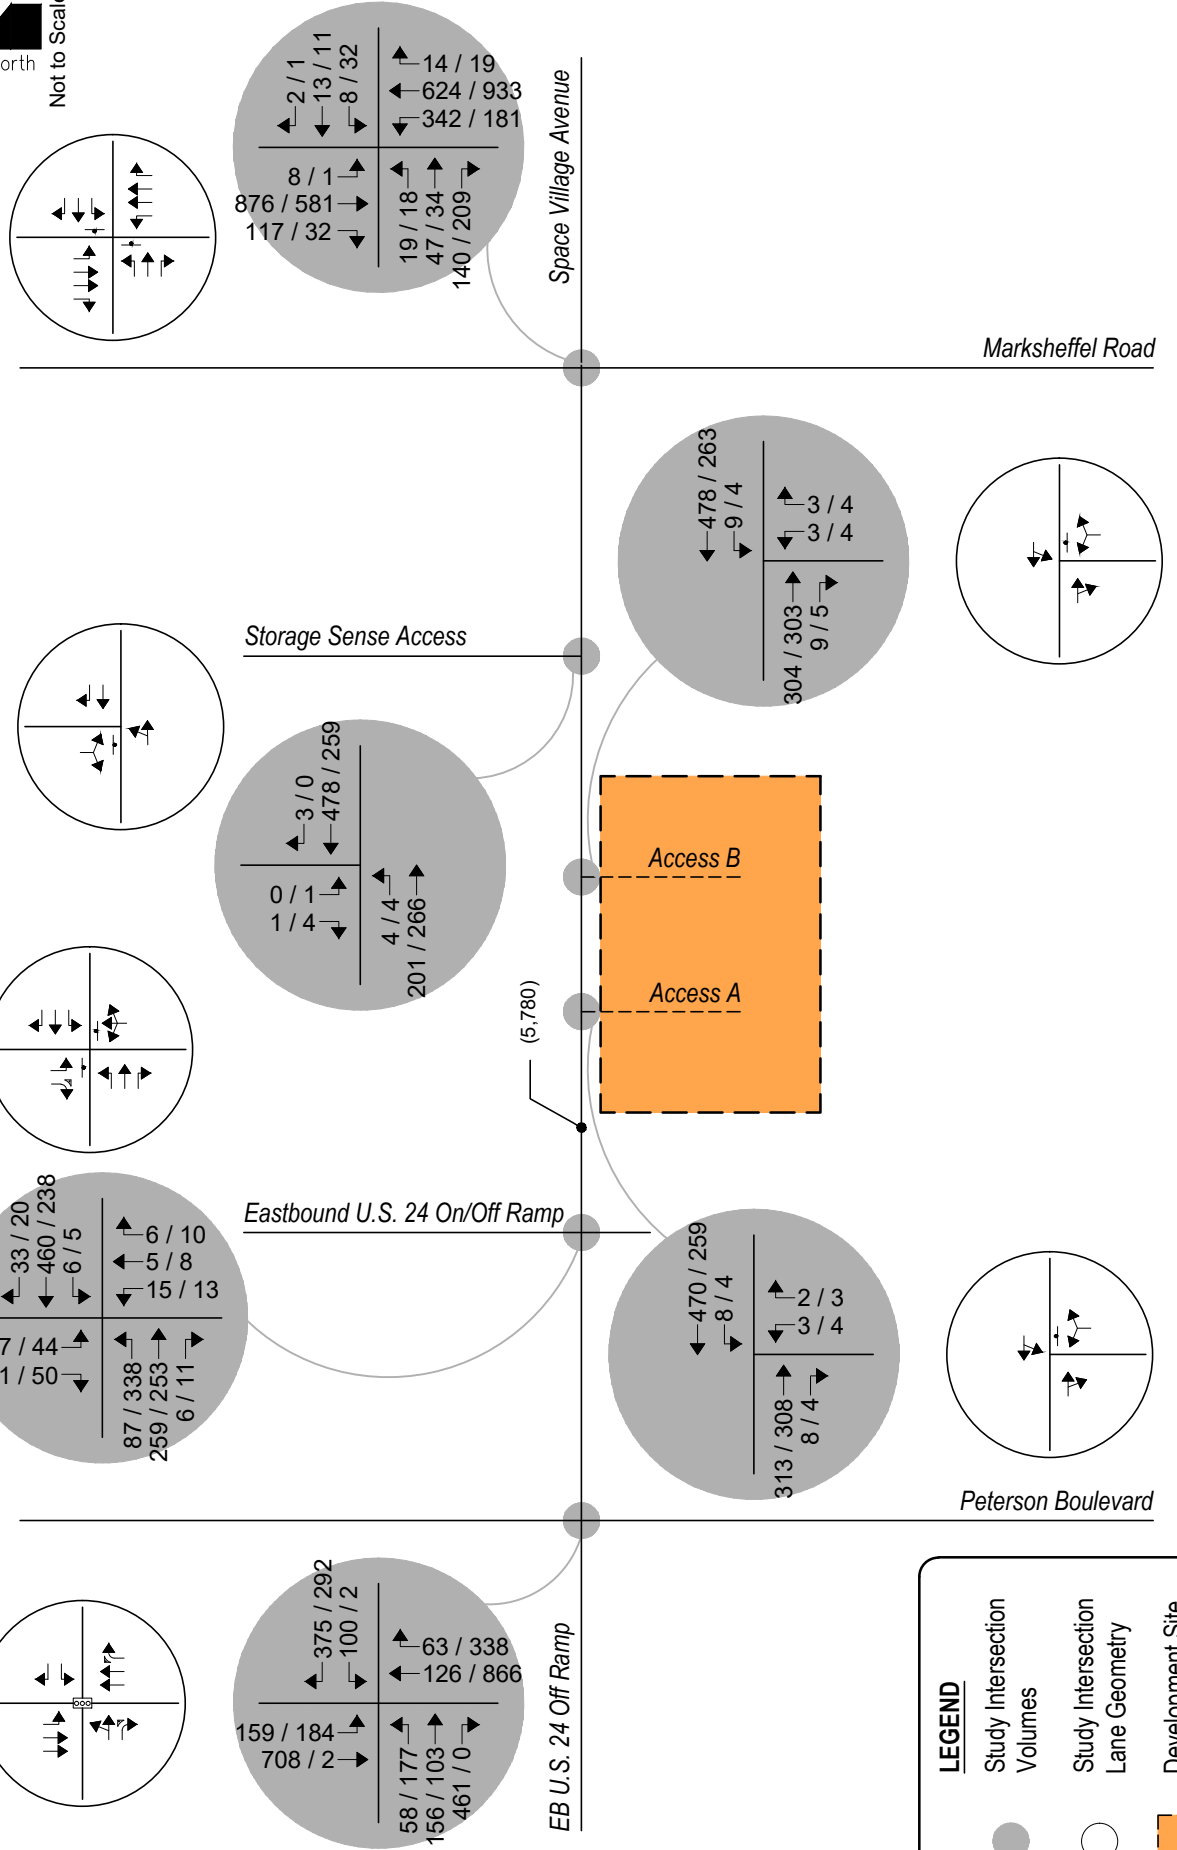 orth
Not to Scale
2 / 1
13 / 11
8 / 32
14 / 19
624 / 933
342 / 181
8 / 1
876 / 581
117 / 32
19 / 18
47 / 34
140 / 209
Space Village Avenue
Marksheffel Road
478 / 263
9 / 4
3 / 4
3 / 4
304 / 303
9 / 5
Storage Sense Access
3 / 0
478 / 259
0 / 1
1 / 4
4 / 4
201 / 266
Access B
Access A
(5,780)
33 / 20
460 / 238
6 / 5
6 / 10
5 / 8
15 / 13
7 / 44
1 / 50
87 / 338
259 / 253
6 / 11
Eastbound U.S. 24 On/Off Ramp
470 / 259
8 / 4
2 / 3
3 / 4
313 / 308
8 / 4
Peterson Boulevard
375 / 292
100 / 2
63 / 338
126 / 866
159 / 184
708 / 2
58 / 177
156 / 103
461 / 0
EB U.S. 24 Off Ramp
LEGEND
Study Intersection
Volumes
Study Intersection
Lane Geometry
Development Site